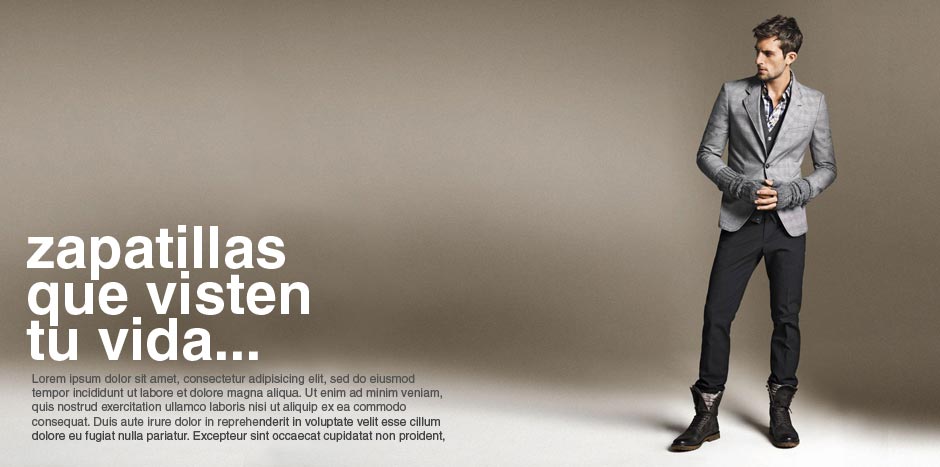 zapatillas
que visten
tu vida...
Lorem ipsum dolor sit amet, consectetur adipisicing elit, sed do eiusmod
tempor incididunt ut labore et dolore magna aliqua. Ut enim ad minim veniam,
quis nostrud exercitation ullamco laboris nisi ut aliquip ex ea commodo
consequat. Duis aute irure dolor in reprehenderit in voluptate velit esse cillum
dolore eu fugiat nulla pariatur. Excepteur sint occaecat cupidatat non proident,